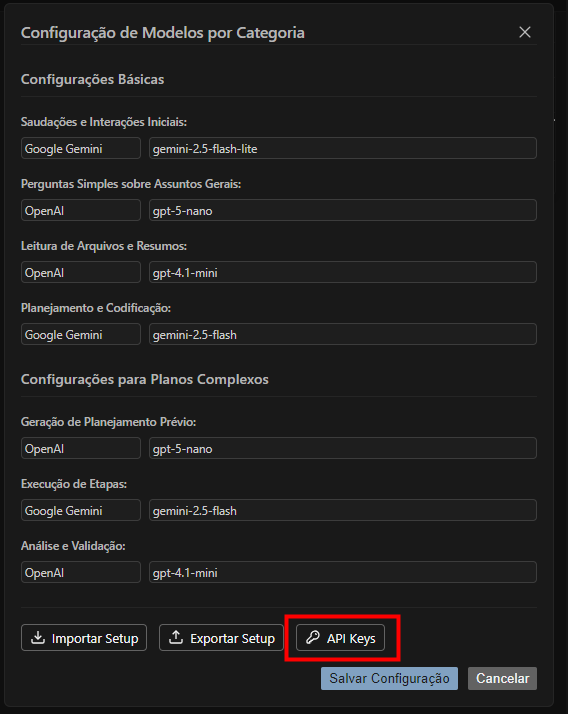 Configuração de Modelos por Categoria
Configurações Básicas
Saudações e Interações Iniciais:
Google Gemini gemini-2.5-flash-lite
Perguntas Simples sobre Assuntos Gerais:
OpenAI gpt-5-nano
Leitura de Arquivos e Resumos:
OpenAI gpt-4.1-mini
Planejamento e Codificação:
Google Gemini gemini-2.5-flash
Configurações para Planos Complexos
Geração de Planejamento Prévio:
OpenAI gpt-5-nano
Execução de Etapas:
Google Gemini gemini-2.5-flash
Análise e Validação:
OpenAI gpt-4.1-mini
Importar Setup Exportar Setup API Keys
Salvar Configuração Cancelar